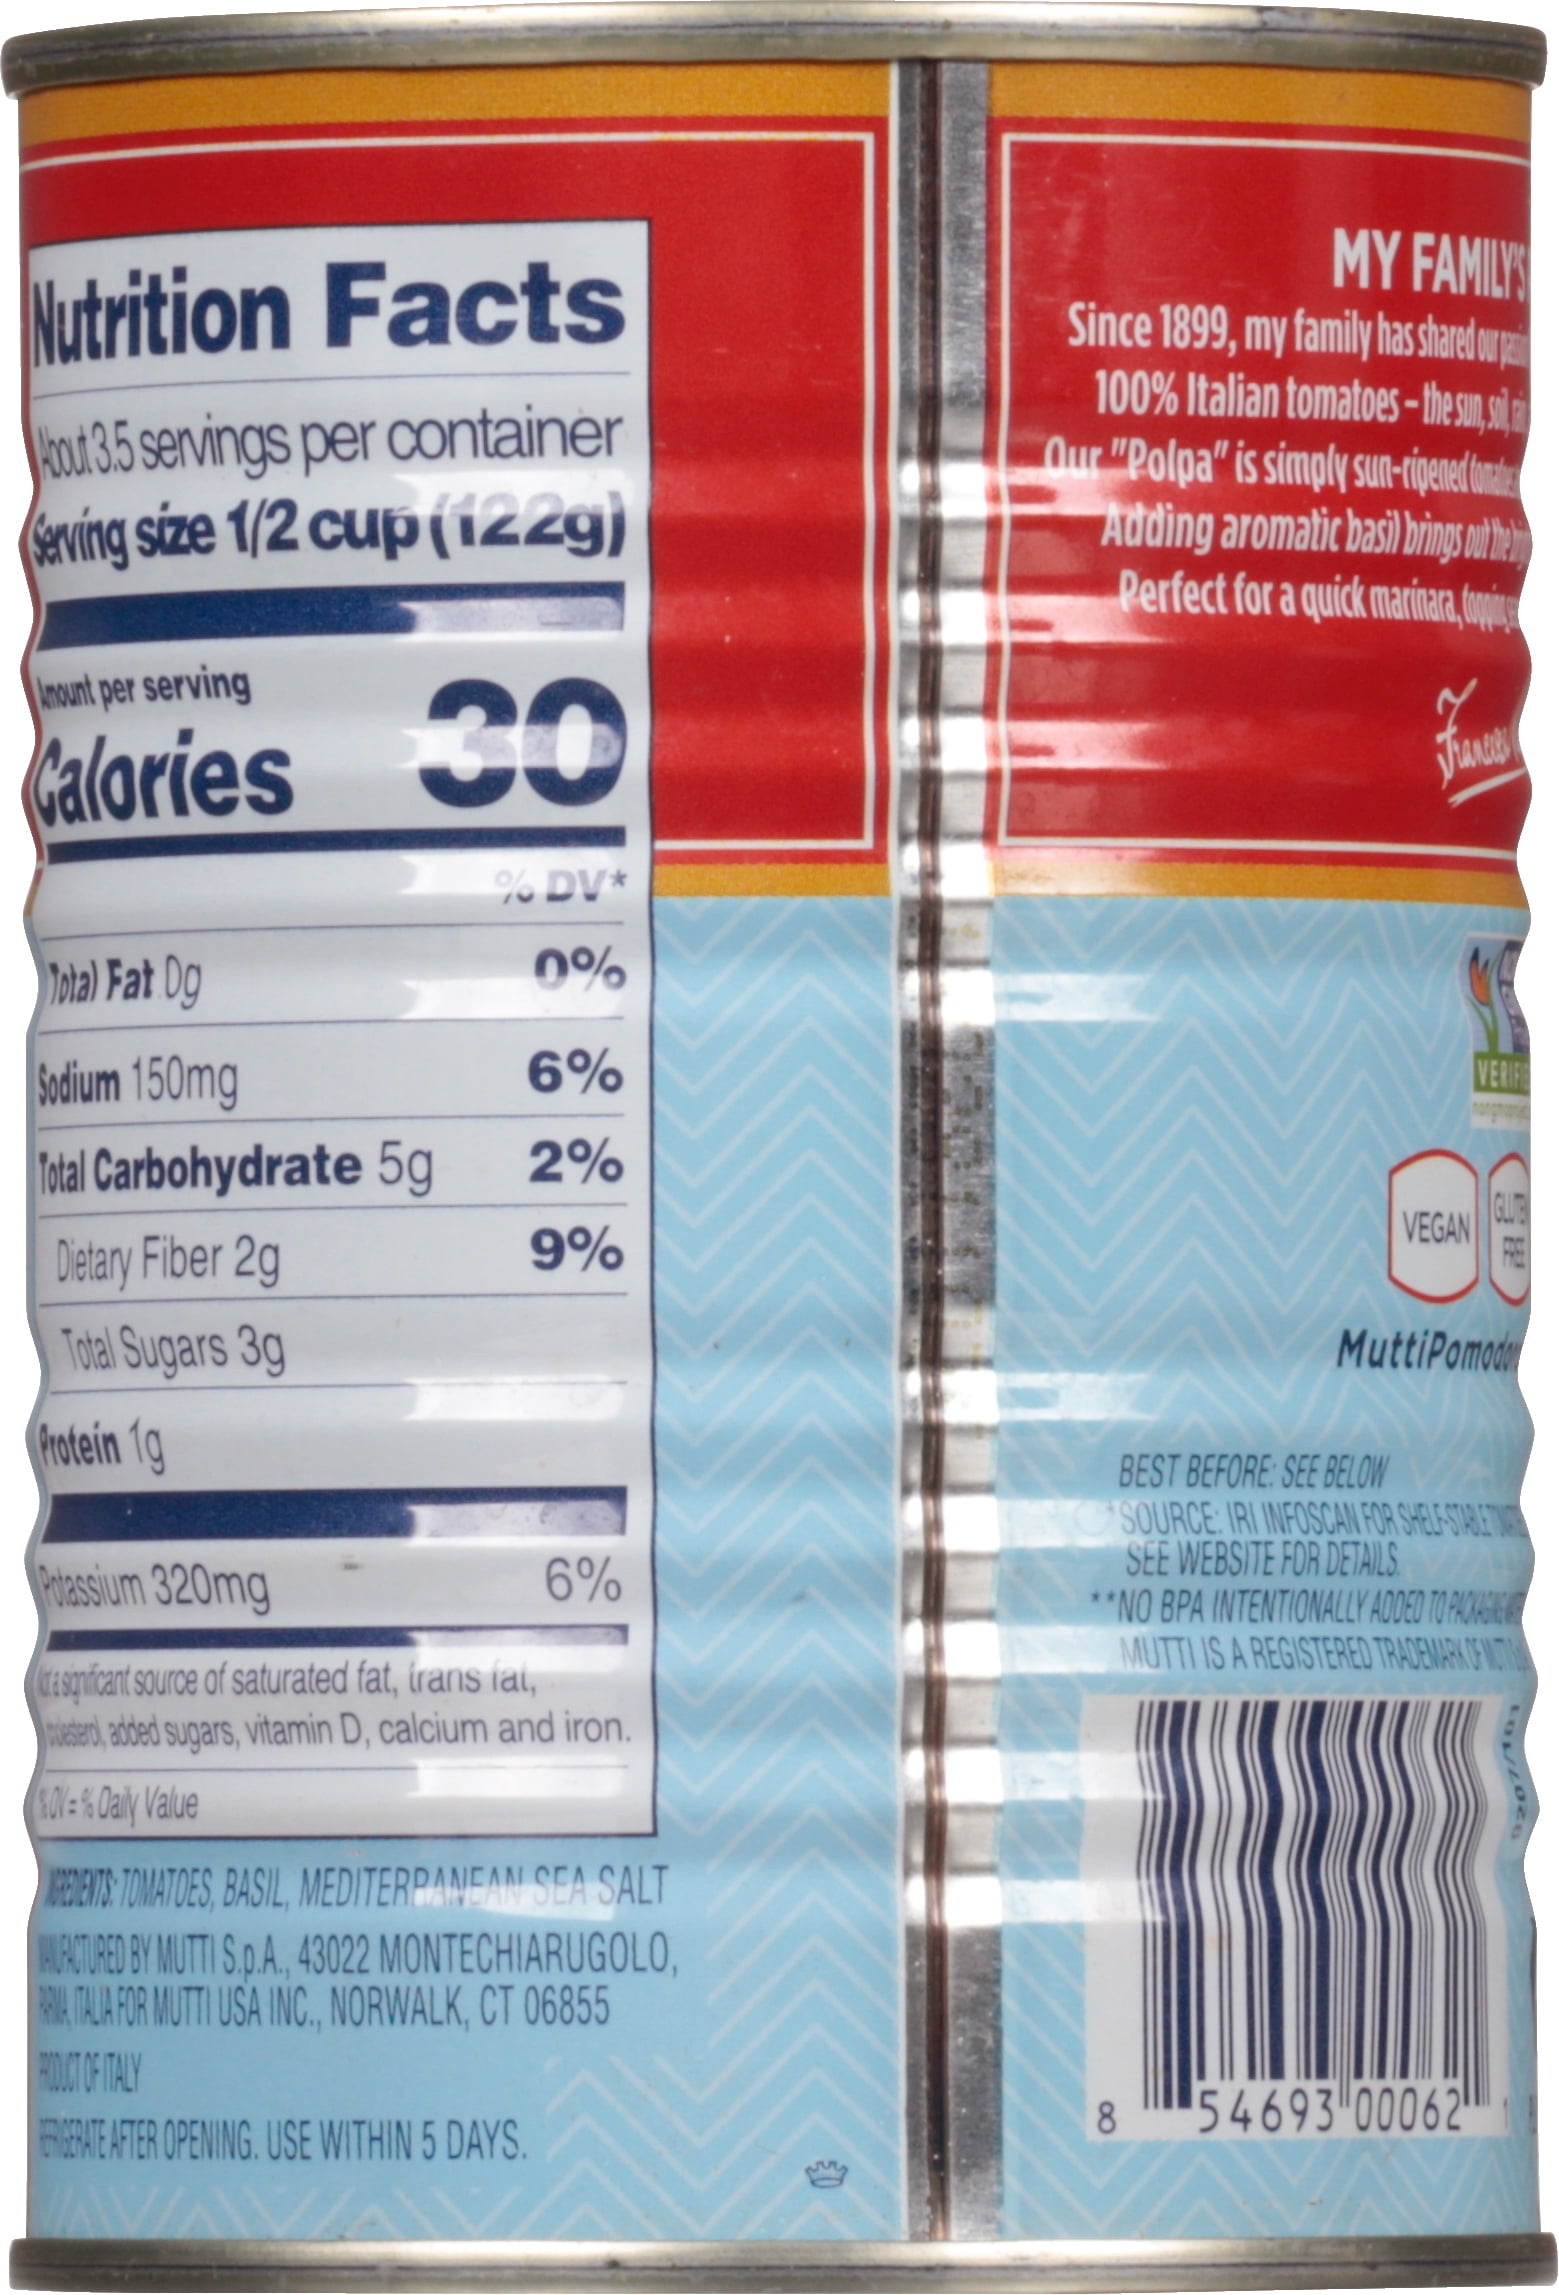 Nutrition Facts
About 3.5 servings per container
Serving size 1/2 cup (122g)
Amount per serving
Calories 30
% DV*
Total Fat 0g 0%
Sodium 150mg 6%
Total Carbohydrate 5g 2%
Dietary Fiber 2g 9%
Total Sugars 3g
Protein 1g
Potassium 320mg 6%
Not a significant source of saturated fat, trans fat,
cholesterol, added sugars, vitamin D, calcium and iron.
% DV = % Daily Value
INGREDIENTS: TOMATOES, BASIL, MEDITERRANEAN SEA SALT
MANUFACTURED BY MUTTI S.p.A., 43022 MONTECHIARUGOLO,
PARMA, ITALIA FOR MUTTI USA INC., NORWALK, CT 06855
PRODUCT OF ITALY
REFRIGERATE AFTER OPENING. USE WITHIN 5 DAYS.
MY FAMILY'S
Since 1899, my family has shared our
100% Italian tomatoes – the sun, soil,
Our "Polpa" is simply sun-ripened
Adding aromatic basil brings out the
Perfect for a quick marinara, topping
Francesco
VERIFIE
VEGAN
GLUTEN
FREE
MuttiPomodor
BEST BEFORE: SEE BELOW
*SOURCE: IRI INFOSCAN FOR SHELF-STABLE
SEE WEBSITE FOR DETAILS.
**NO BPA INTENTIONALLY ADDED TO PACKAGING
MUTTI IS A REGISTERED TRADEMARK OF MUTTI
8 54693 00062 1